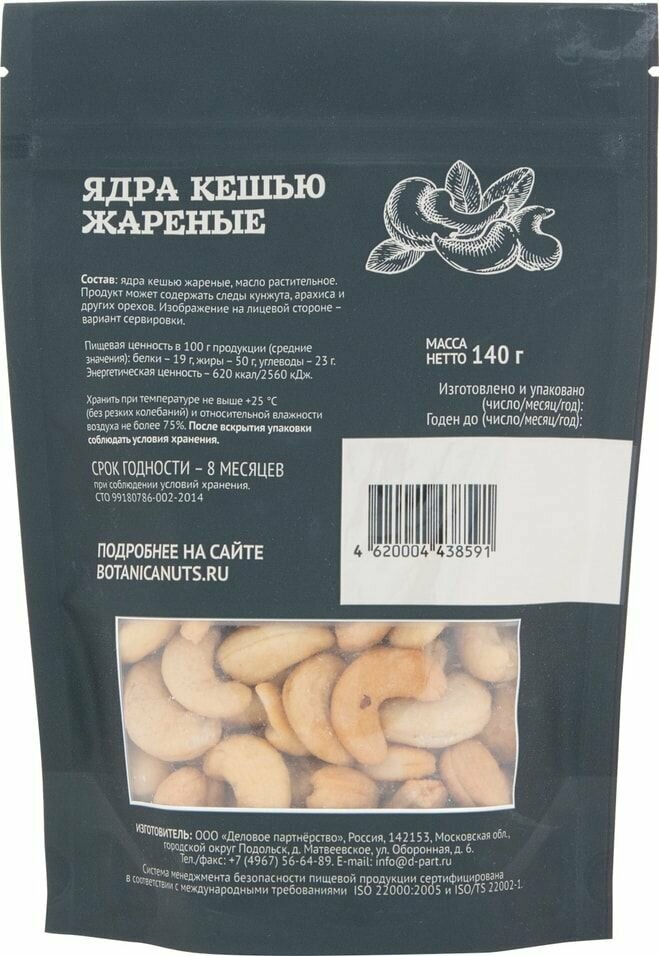 ЯДРА КЕШЬЮ
ЖАРЕНЫЕ
Состав: ядра кешью жареные, масло растительное.
Продукт может содержать следы кунжута, арахиса и
других орехов. Изображение на лицевой стороне –
вариант сервировки.
Пищевая ценность в 100 г продукции (средние
значения): белки – 19 г, жиры – 50 г, углеводы – 23 г.
Энергетическая ценность – 620 ккал/2560 кДж.
МАССА
НЕТТО 140 г
Хранить при температуре не выше +25 °C
(без резких колебаний) и относительной влажности
воздуха не более 75%. После вскрытия упаковки
соблюдать условия хранения.
Изготовлено и упаковано
(число/месяц/год):
Годен до (число/месяц/год):
СРОК ГОДНОСТИ – 8 МЕСЯЦЕВ
при соблюдении условий хранения.
СТО 99180786-002-2014
4 620004 438591
ПОДРОБНЕЕ НА САЙТЕ
BOTANICANUTS.RU
ИЗГОТОВИТЕЛЬ: ООО «Деловое партнёрство», Россия, 142153, Московская обл.,
городской округ Подольск, д. Матвеевское, ул. Оборонная, д. 6.
Тел./факс: +7 (4967) 56-64-89. E-mail: info@d-part.ru
Система менеджмента безопасности пищевой продукции сертифицирована
в соответствии с международными требованиями ISO 22000:2005 и ISO/TS 22002-1.